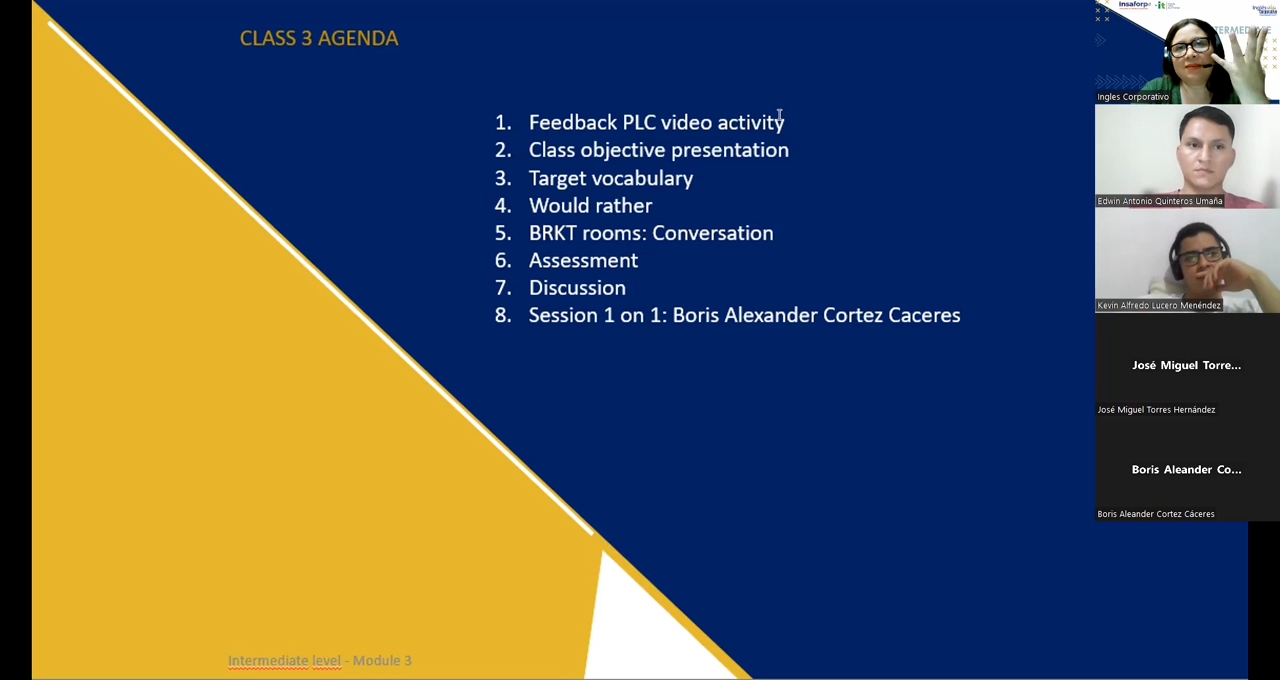 CLASS 3 AGENDA
1. Feedback PLC video activity
2. Class objective presentation
3. Target vocabulary
4. Would rather
5. BRKT rooms: Conversation
6. Assessment
7. Discussion
8. Session 1 on 1: Boris Alexander Cortez Caceres
Intermediate level - Module 3
Insaforp
Ingles Corporativo
Edwin Antonio Quinteros Umaña
Kevin Alfredo Lucero Menéndez
José Miguel Torre...
José Miguel Torres Hernández
Boris Aleander Co...
Boris Aleander Cortez Cáceres